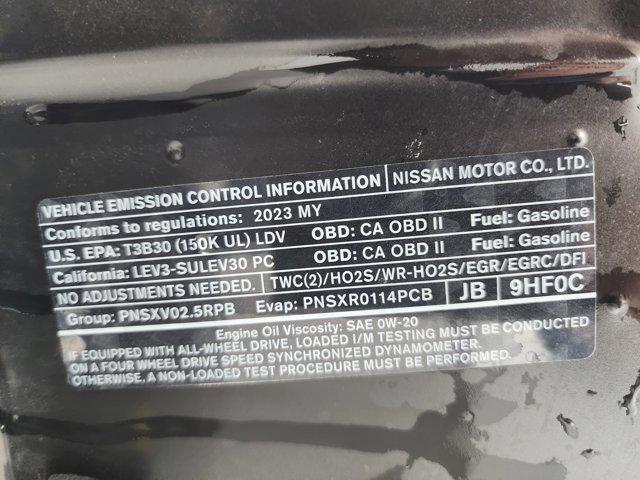 VEHICLE EMISSION CONTROL INFORMATION NISSAN MOTOR CO., LTD.
Conforms to regulations: 2023 MY
U.S. EPA: T3B30 (150K UL) LDV OBD: CA OBD II Fuel: Gasoline
California: LEV3-SULEV30 PC OBD: CA OBD II Fuel: Gasoline
NO ADJUSTMENTS NEEDED. TWC(2)/HO2S/WR-HO2S/EGR/EGRC/DFI
Group: PNSXV02.5RPB Evap: PNSXR0114PCB JB 9HF0C
Engine Oil Viscosity: SAE 0W-20
IF EQUIPPED WITH ALL-WHEEL DRIVE, LOADED I/M TESTING MUST BE CONDUCTED
ON A FOUR WHEEL DRIVE SPEED SYNCHRONIZED DYNAMOMETER.
OTHERWISE, A NON-LOADED TEST PROCEDURE MUST BE PERFORMED.